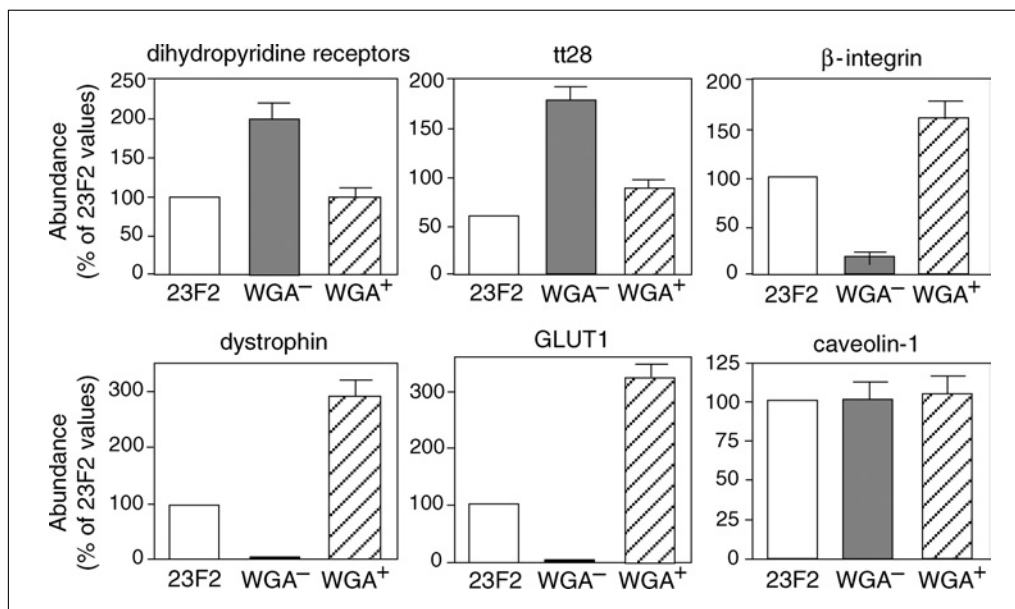 dihydropyridine receptors
tt28
β-integrin
Abundance
(% of 23F2 values)
250
200
150
100
50
0
23F2 WGA− WGA+
200
150
100
50
0
23F2 WGA− WGA+
200
150
100
50
0
23F2 WGA− WGA+
dystrophin
GLUT1
caveolin-1
Abundance
(% of 23F2 values)
300
200
100
0
23F2 WGA− WGA+
300
200
100
0
23F2 WGA− WGA+
125
100
75
50
25
0
23F2 WGA− WGA+